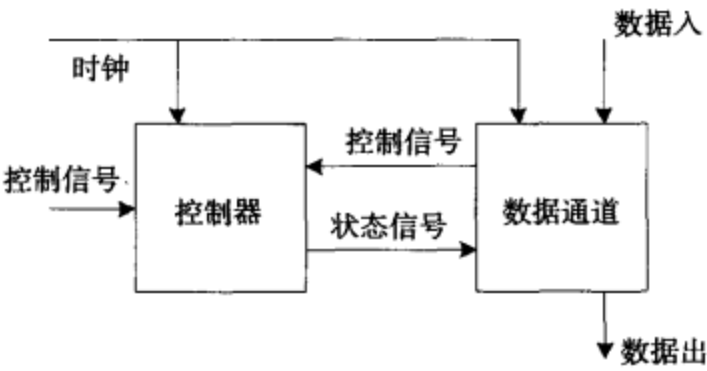 数据入
时钟
控制信号
控制信号
控制器
数据通道
状态信号
数据出